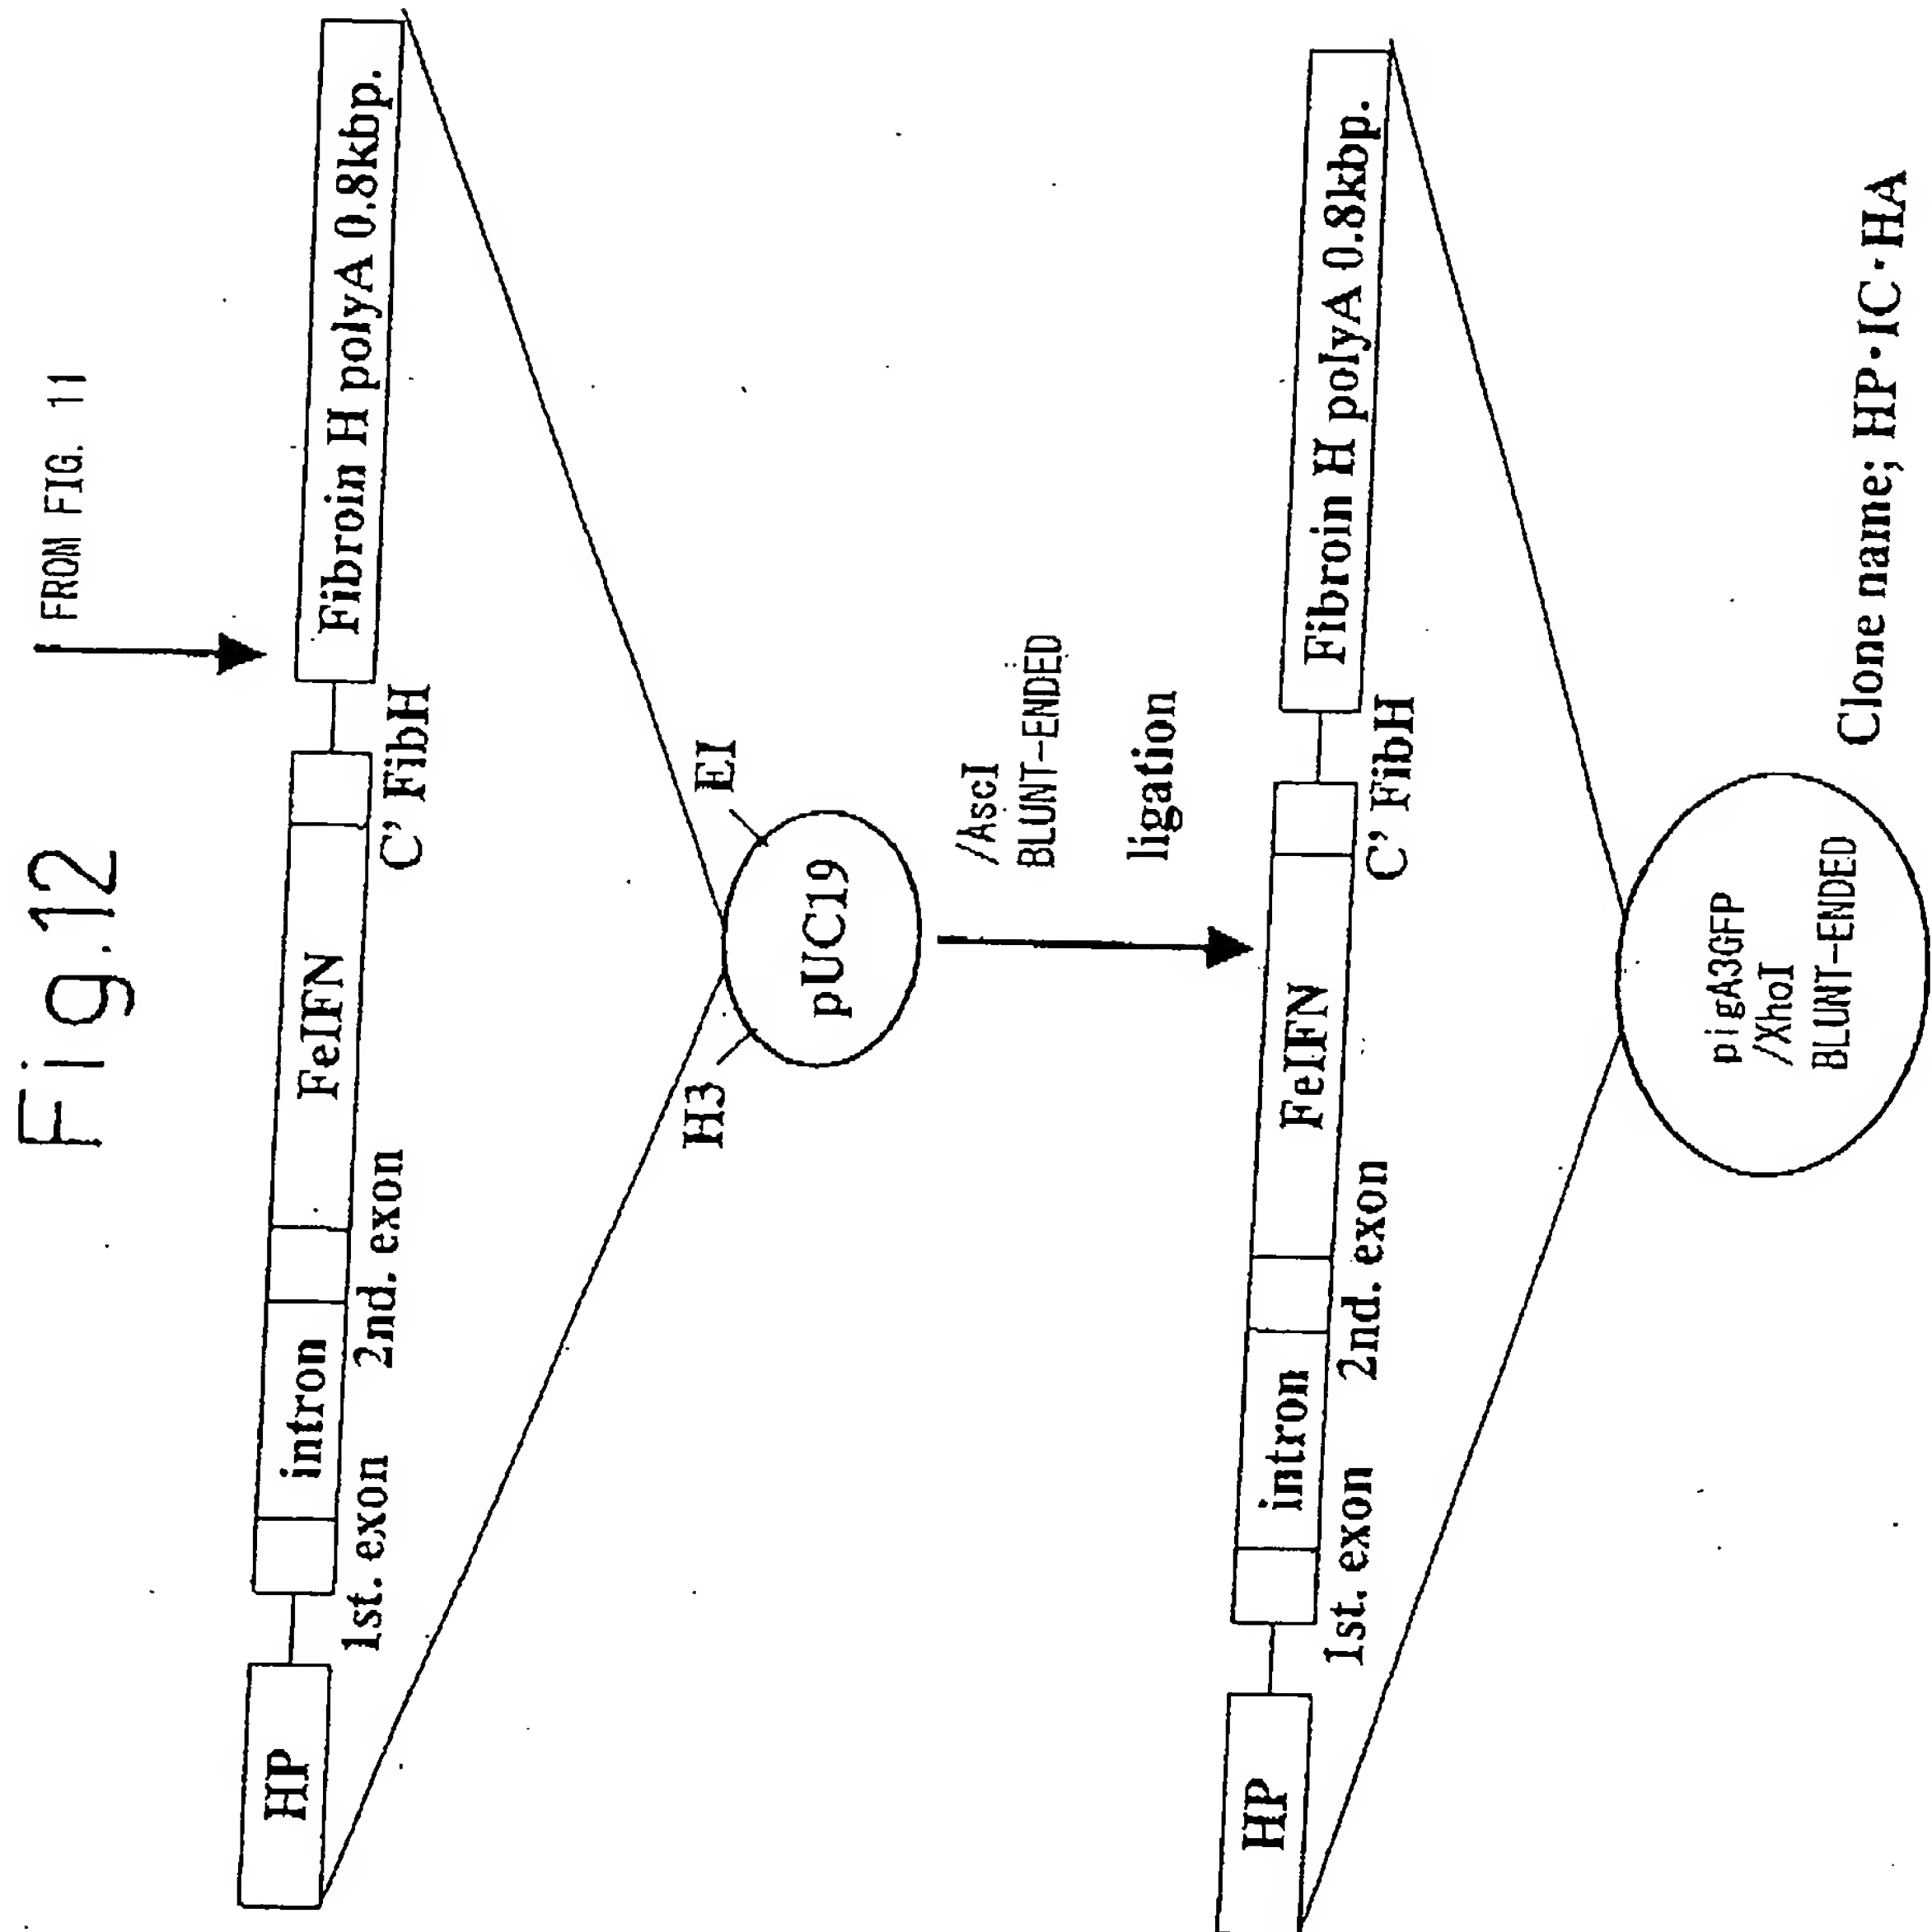 Fig.12
FROM FIG. 11
HP
intron
FeIFN
Fibroin H polyA 0.8kbp.
1st. exon
2nd. exon
C' FibH
H3
EI
pUC19
/AscI
BLUNT-ENDED
ligation
HP
intron
FeIFN
Fibroin H polyA 0.8kbp.
1st. exon
2nd. exon
C' FibH
pigA3GFP
/XhoI
BLUNT-ENDED
Clone name; HP·IC·HA